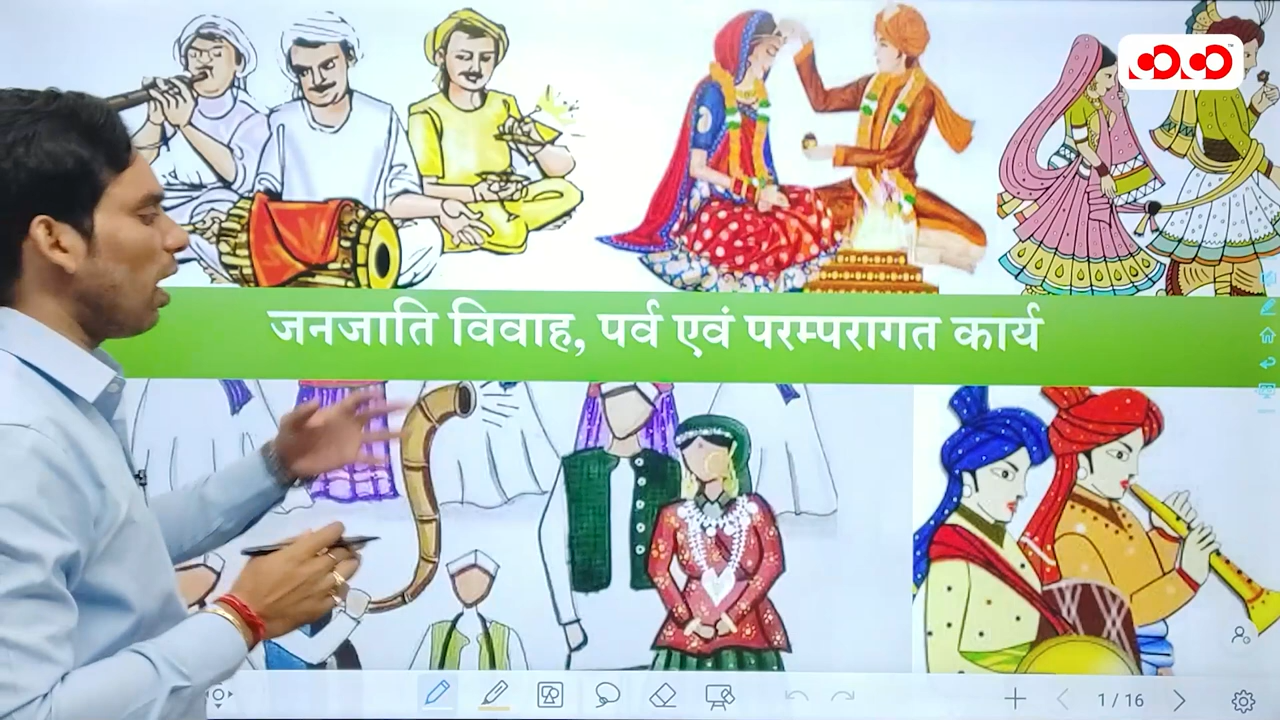 जनजाति विवाह, पर्व एवं परम्परागत कार्य
1/16